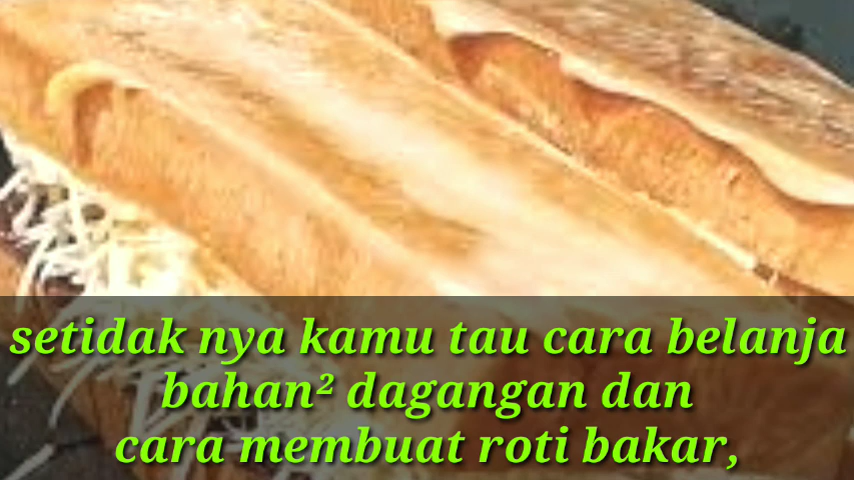 setidak nya kamu tau cara belanja
bahan² dagangan dan
cara membuat roti bakar,